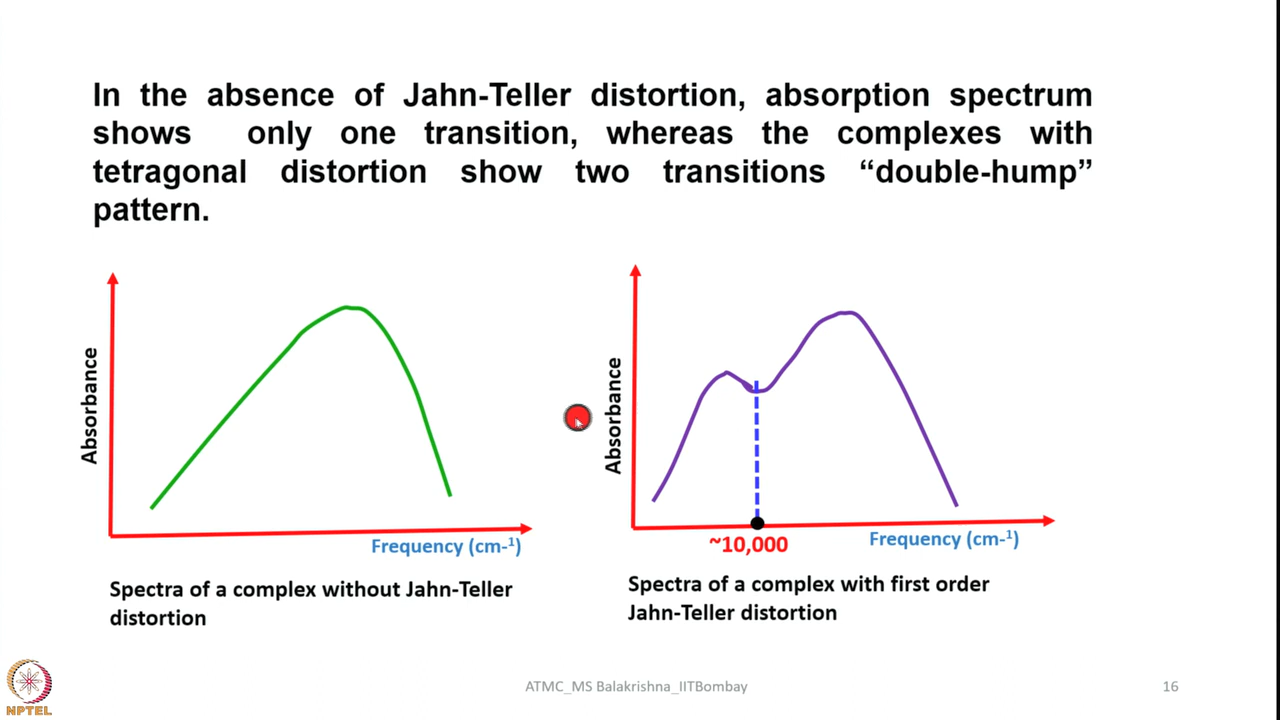 In the absence of Jahn-Teller distortion, absorption spectrum
shows only one transition, whereas the complexes with
tetragonal distortion show two transitions “double-hump”
pattern.
Absorbance
Frequency (cm-¹)
Spectra of a complex without Jahn-Teller
distortion
Absorbance
~10,000
Frequency (cm-¹)
Spectra of a complex with first order
Jahn-Teller distortion
NPTEL
ATMC_MS Balakrishna_IITBombay
16